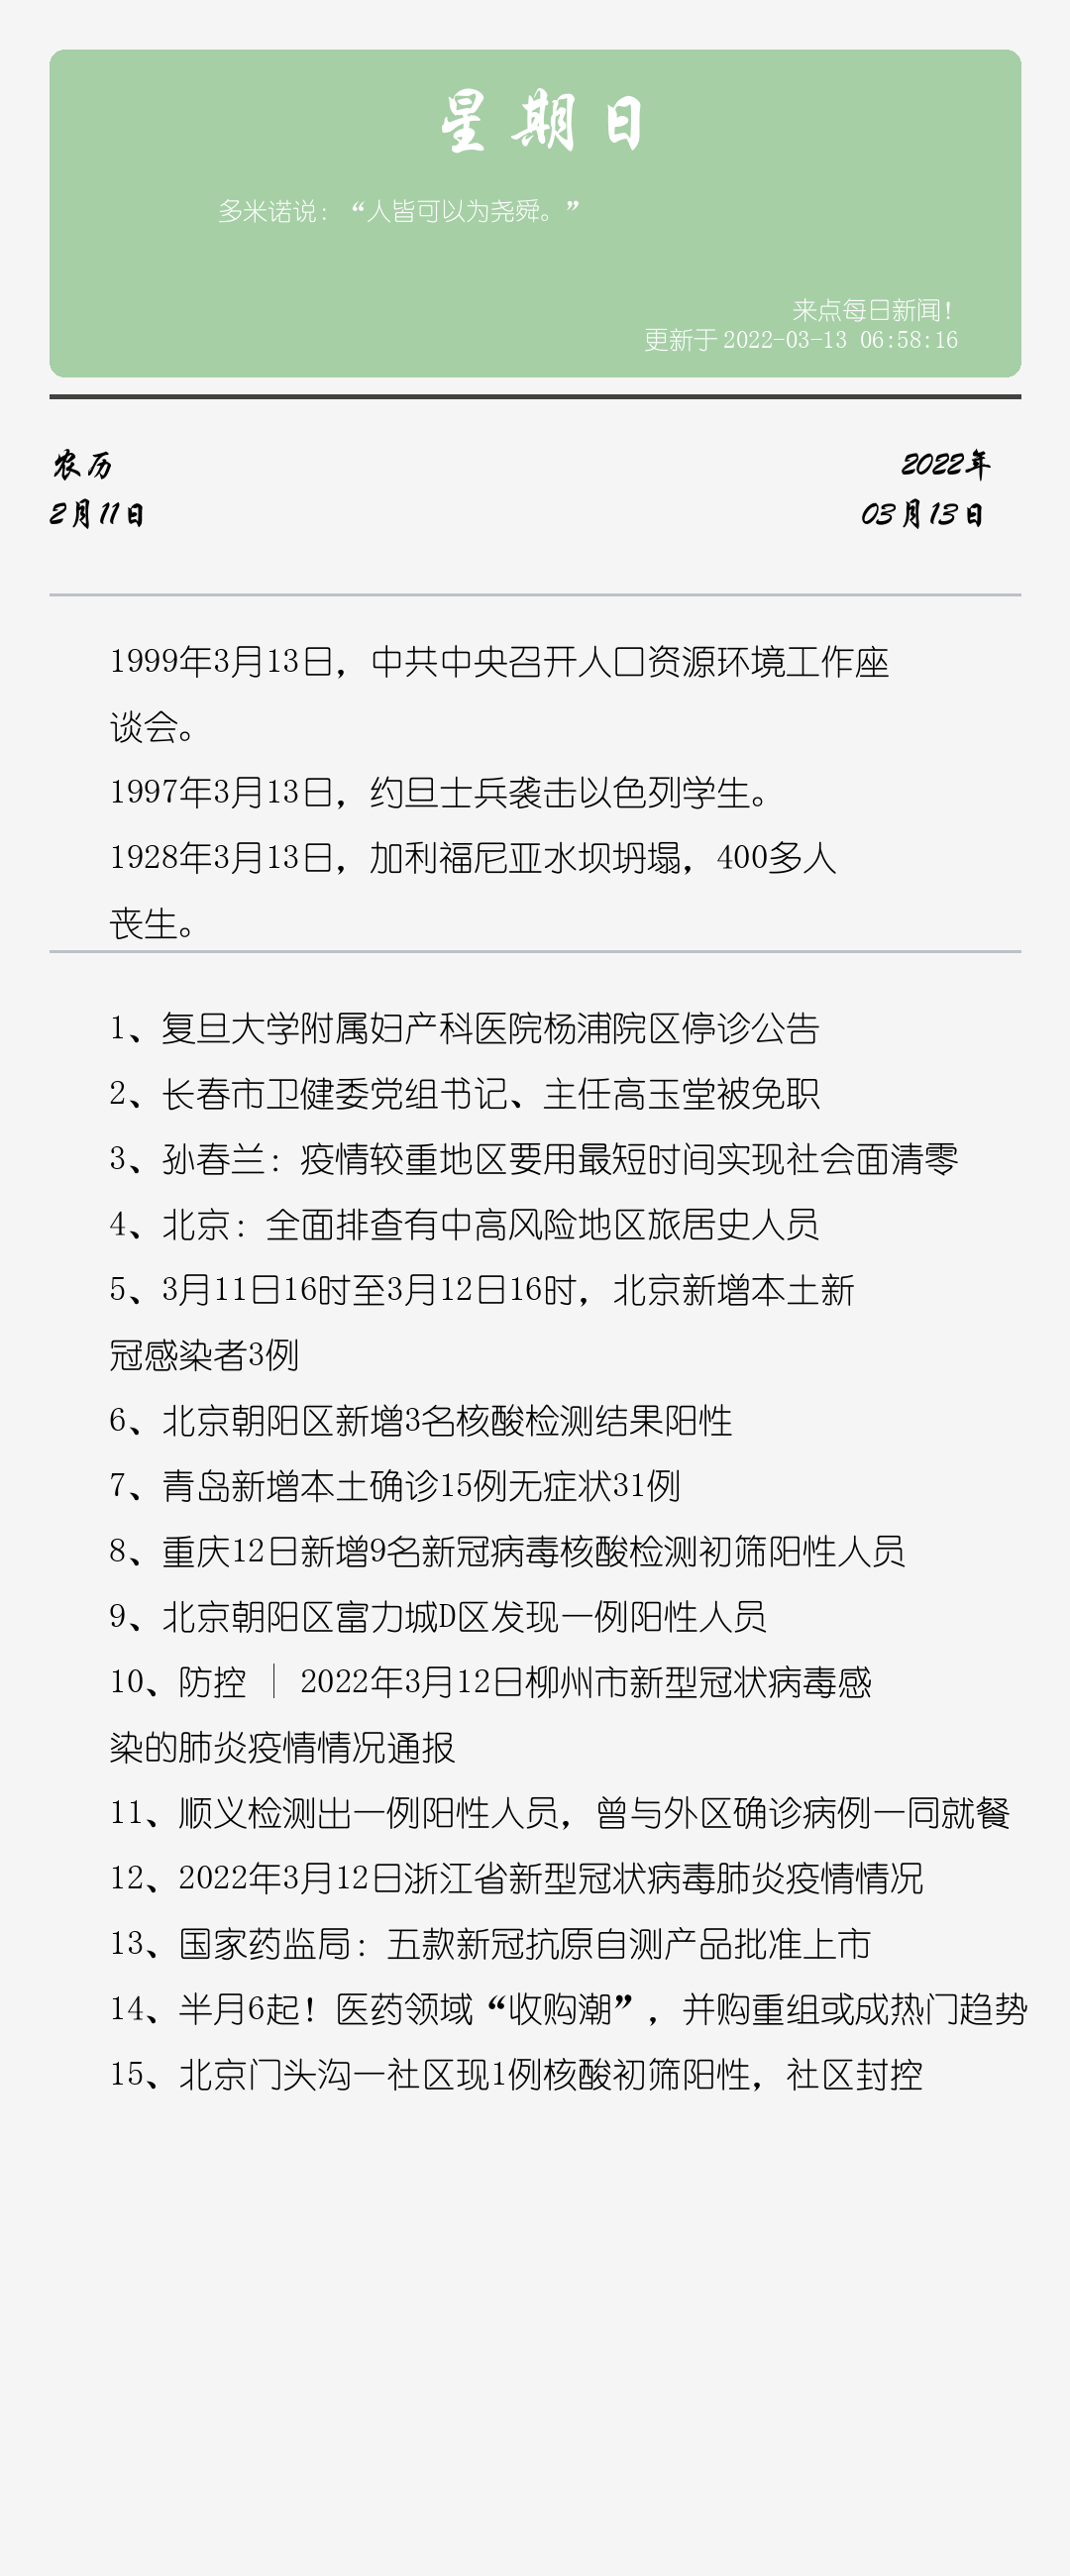 星期日
多米诺说：“人皆可以为尧舜。”
来点每日新闻！
更新于 2022-03-13 06:58:16
农历
2022年
2月11日
03月13日
1999年3月13日，中共中央召开人口资源环境工作座
谈会。
1997年3月13日，约旦士兵袭击以色列学生。
1928年3月13日，加利福尼亚水坝坍塌，400多人
丧生。
1、复旦大学附属妇产科医院杨浦院区停诊公告
2、长春市卫健委党组书记、主任高玉堂被免职
3、孙春兰：疫情较重地区要用最短时间实现社会面清零
4、北京：全面排查有中高风险地区旅居史人员
5、3月11日16时至3月12日16时，北京新增本土新
冠感染者3例
6、北京朝阳区新增3名核酸检测结果阳性
7、青岛新增本土确诊15例无症状31例
8、重庆12日新增9名新冠病毒核酸检测初筛阳性人员
9、北京朝阳区富力城D区发现一例阳性人员
10、防控 | 2022年3月12日柳州市新型冠状病毒感
染的肺炎疫情情况通报
11、顺义检测出一例阳性人员，曾与外区确诊病例一同就餐
12、2022年3月12日浙江省新型冠状病毒肺炎疫情情况
13、国家药监局：五款新冠抗原自测产品批准上市
14、半月6起！医药领域“收购潮”，并购重组或成热门趋势
15、北京门头沟一社区现1例核酸初筛阳性，社区封控